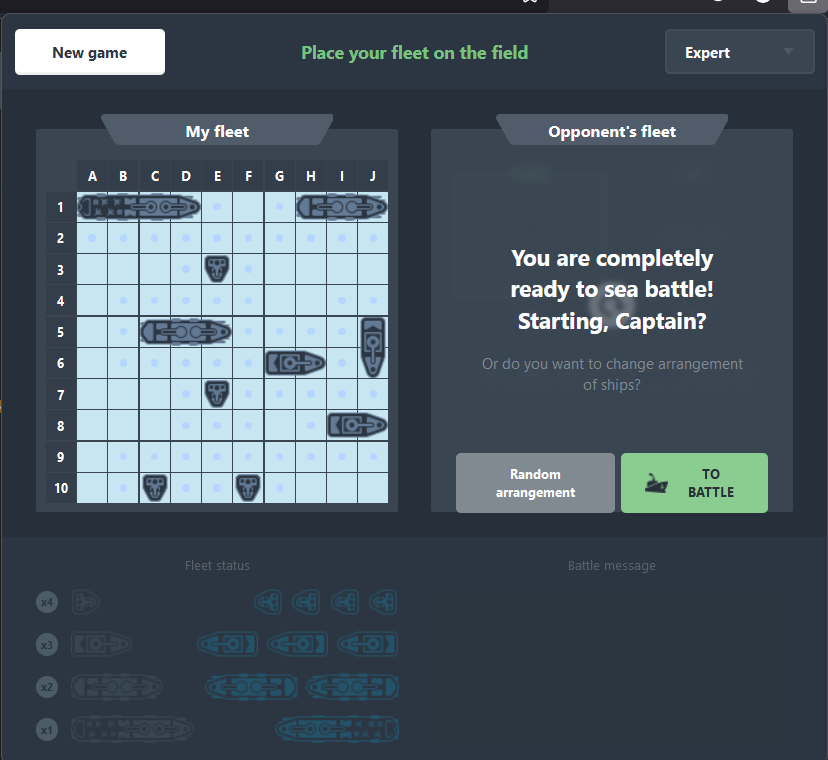 New game
Place your fleet on the field
Expert
My fleet
Opponent's fleet
A B C D E F G H I J
1
2
3
4
5
6
7
8
9
10
You are completely
ready to sea battle!
Starting, Captain?
Or do you want to change arrangement
of ships?
Random
arrangement
TO
BATTLE
Fleet status
Battle message
x4
x3
x2
x1